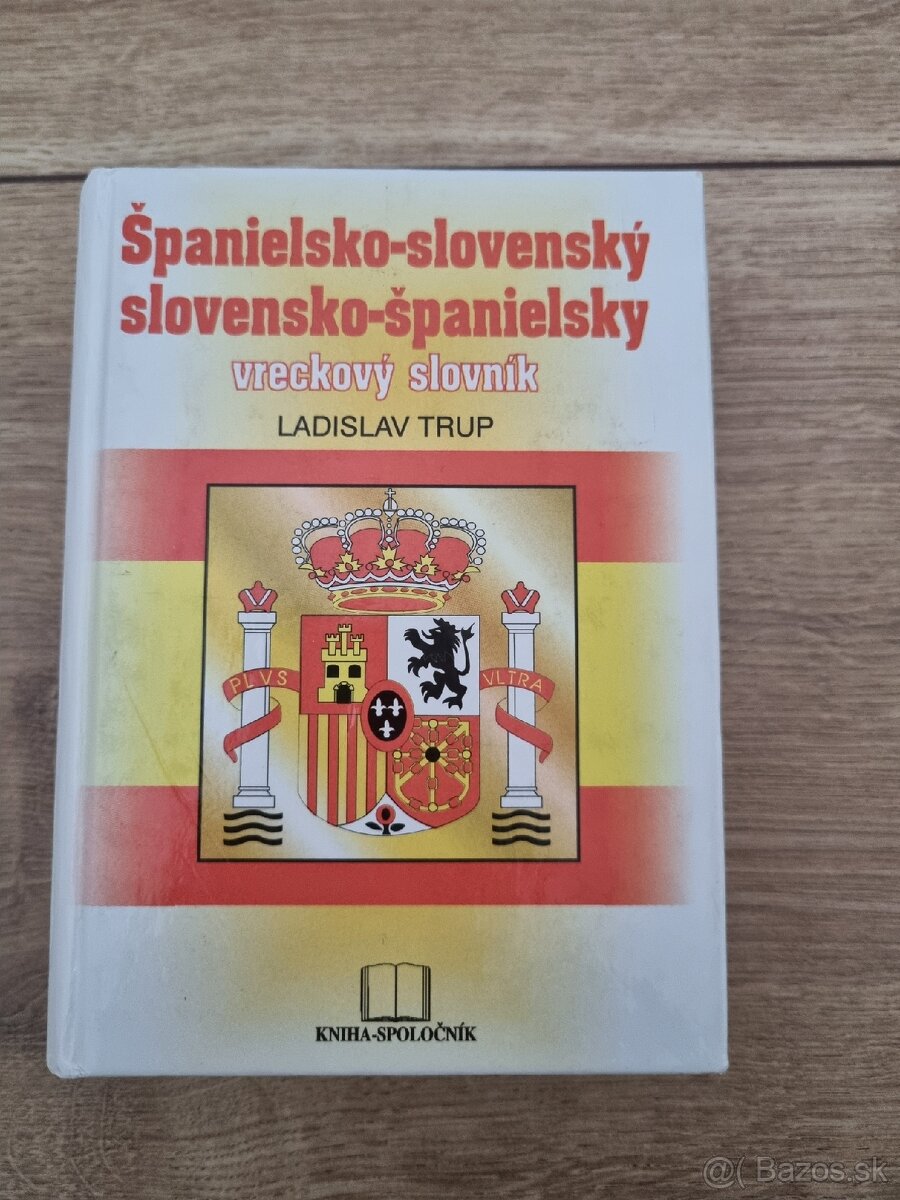 Španielsko-slovenský
slovensko-španielsky
vreckový slovník
LADISLAV TRUP
PLVS VLTRA
KNIHA-SPOLOČNÍK
@( Bazos.sk